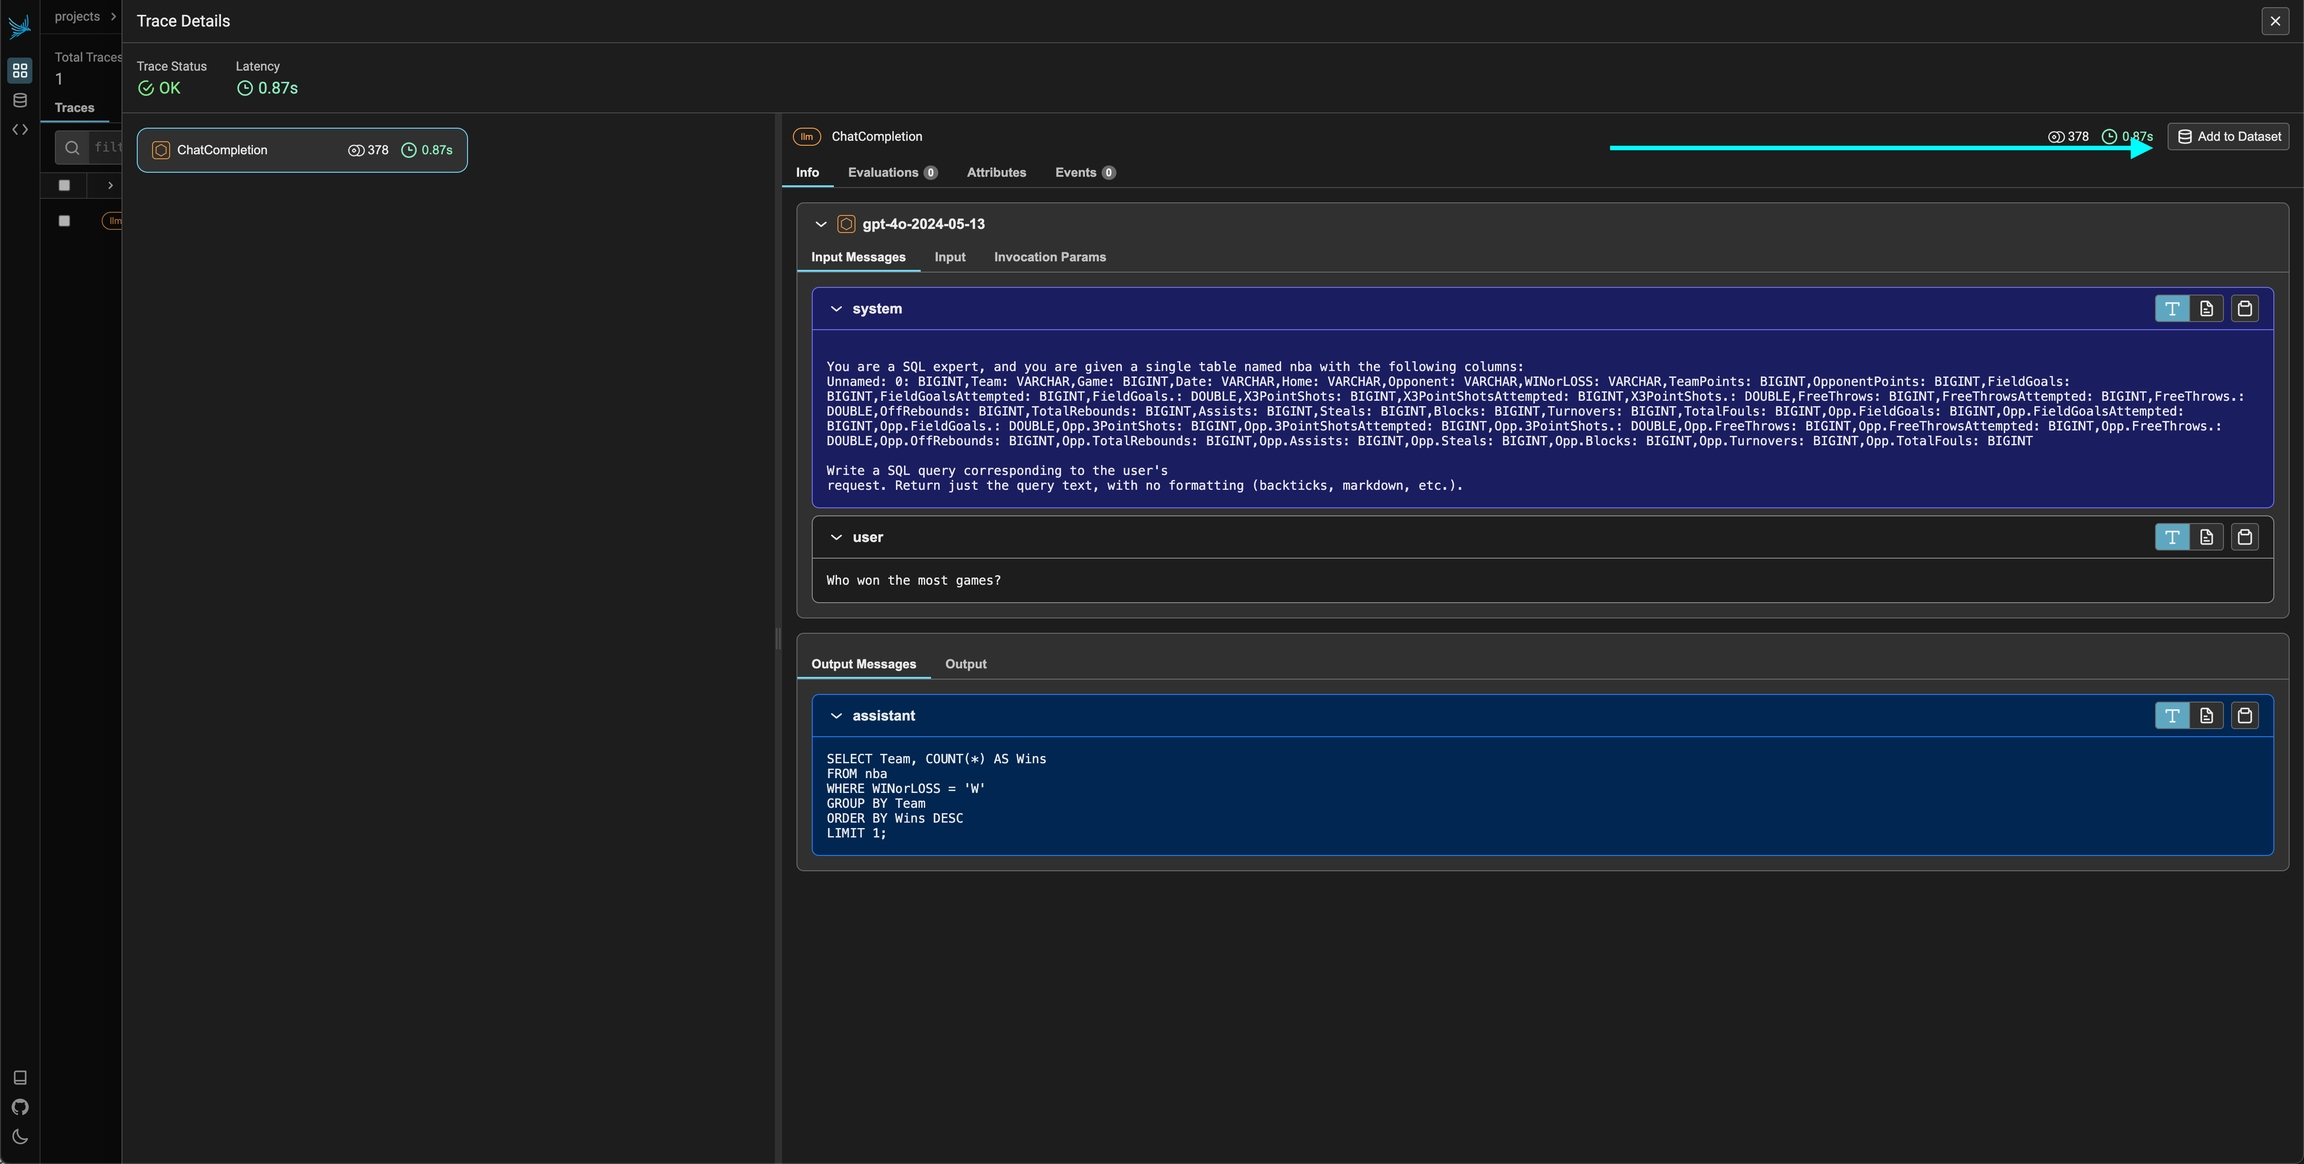 projects
Trace Details
Total Traces
1
Trace Status
OK
Latency
0.87s
Traces
ChatCompletion 378 0.87s
llm ChatCompletion 378 0.87s Add to Dataset
Info Evaluations 0 Attributes Events 0
llm
gpt-4o-2024-05-13
Input Messages Input Invocation Params
system
You are a SQL expert, and you are given a single table named nba with the following columns:
Unnamed: 0: BIGINT,Team: VARCHAR,Game: BIGINT,Date: VARCHAR,Home: VARCHAR,Opponent: VARCHAR,WINorLOSS: VARCHAR,TeamPoints: BIGINT,OpponentPoints: BIGINT,FieldGoals:
BIGINT,FieldGoalsAttempted: BIGINT,FieldGoals.: DOUBLE,X3PointShots: BIGINT,X3PointShotsAttempted: BIGINT,X3PointShots.: DOUBLE,FreeThrows: BIGINT,FreeThrowsAttempted: BIGINT,FreeThrows.:
DOUBLE,OffRebounds: BIGINT,TotalRebounds: BIGINT,Assists: BIGINT,Steals: BIGINT,Blocks: BIGINT,Turnovers: BIGINT,TotalFouls: BIGINT,Opp.FieldGoals: BIGINT,Opp.FieldGoalsAttempted:
BIGINT,Opp.FieldGoals.: DOUBLE,Opp.3PointShots: BIGINT,Opp.3PointShotsAttempted: BIGINT,Opp.3PointShots.: DOUBLE,Opp.FreeThrows: BIGINT,Opp.FreeThrowsAttempted: BIGINT,Opp.FreeThrows.:
DOUBLE,Opp.OffRebounds: BIGINT,Opp.TotalRebounds: BIGINT,Opp.Assists: BIGINT,Opp.Steals: BIGINT,Opp.Blocks: BIGINT,Opp.Turnovers: BIGINT,Opp.TotalFouls: BIGINT
Write a SQL query corresponding to the user's
request. Return just the query text, with no formatting (backticks, markdown, etc.).
user
Who won the most games?
Output Messages Output
assistant
SELECT Team, COUNT(*) AS Wins
FROM nba
WHERE WINorLOSS = 'W'
GROUP BY Team
ORDER BY Wins DESC
LIMIT 1;